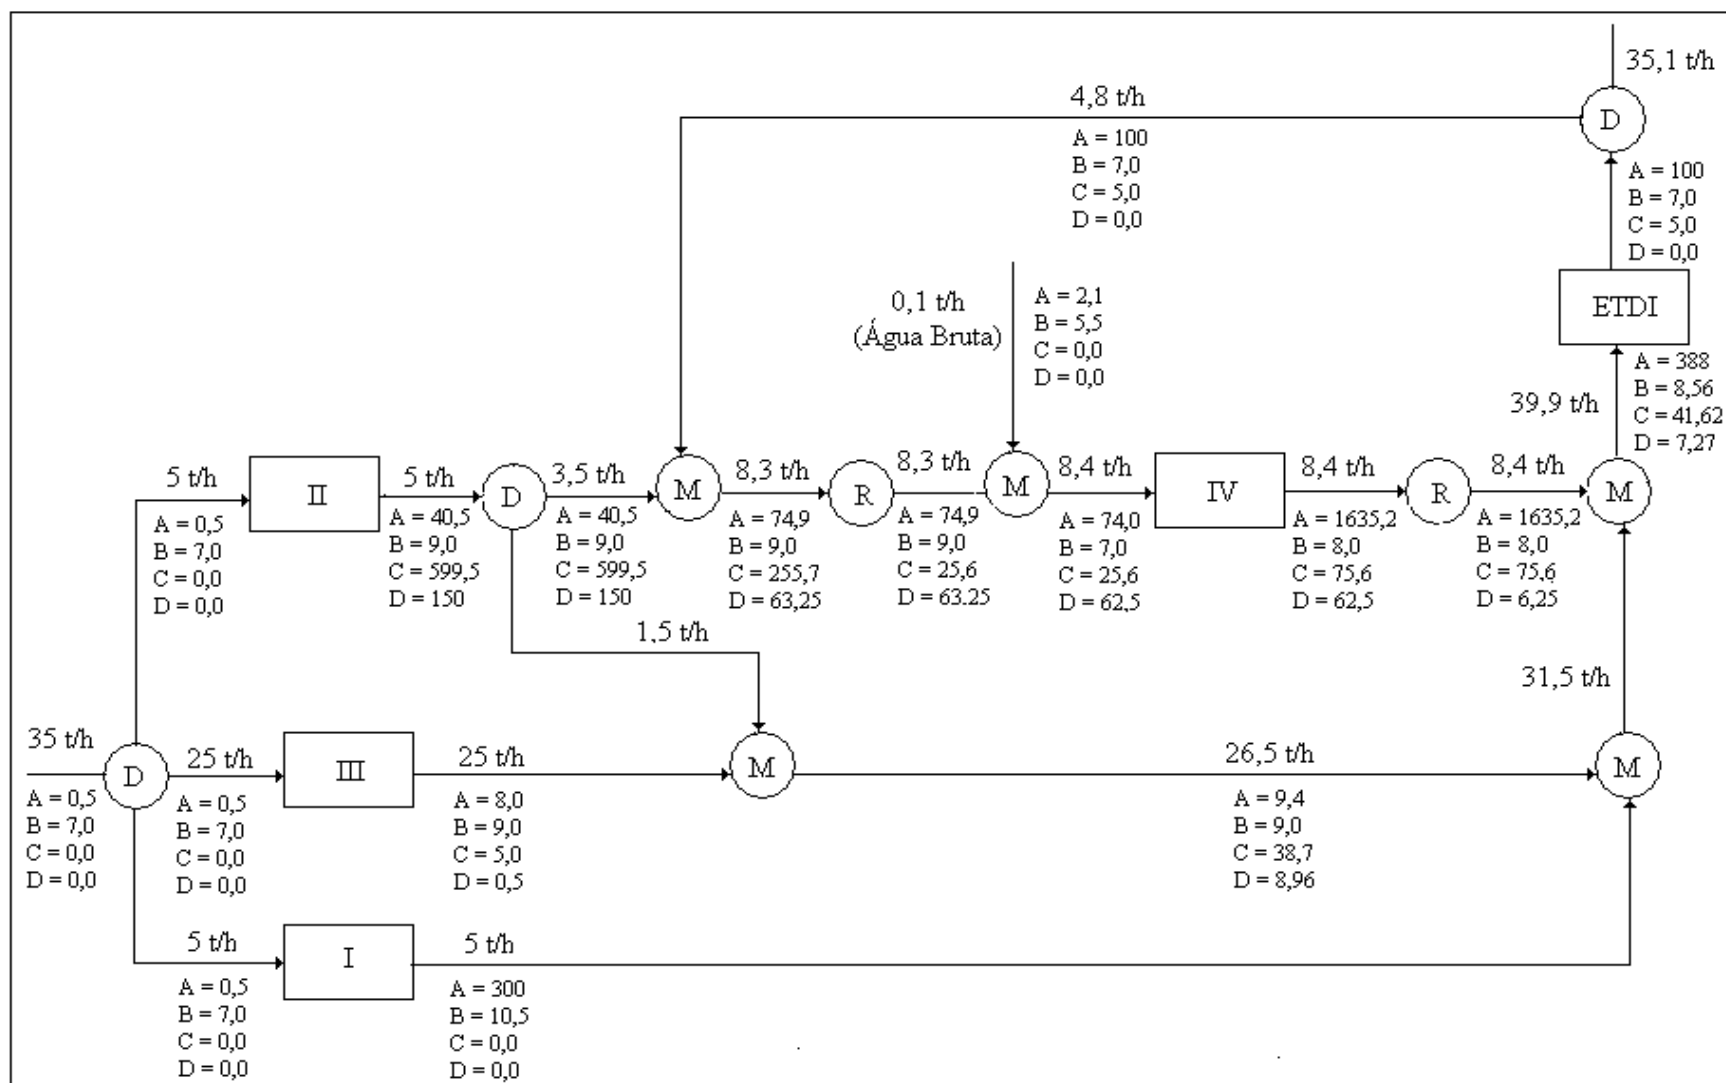 35,1 t/h
D
4,8 t/h
A = 100
B = 7,0
C = 5,0
D = 0,0
A = 100
B = 7,0
C = 5,0
D = 0,0
0,1 t/h
(Água Bruta)
A = 2,1
B = 5,5
C = 0,0
D = 0,0
ETDI
A = 388
B = 8,56
C = 41,62
D = 7,27
39,9 t/h
5 t/h
A = 0,5
B = 7,0
C = 0,0
D = 0,0
II
5 t/h
A = 40,5
B = 9,0
C = 599,5
D = 150
D
3,5 t/h
A = 40,5
B = 9,0
C = 599,5
D = 150
M
8,3 t/h
A = 74,9
B = 9,0
C = 255,7
D = 63,25
R
8,3 t/h
A = 74,9
B = 9,0
C = 25,6
D = 63.25
M
8,4 t/h
A = 74,0
B = 7,0
C = 25,6
D = 62,5
IV
8,4 t/h
A = 1635,2
B = 8,0
C = 75,6
D = 62,5
R
8,4 t/h
A = 1635,2
B = 8,0
C = 75,6
D = 6,25
M
1,5 t/h
31,5 t/h
35 t/h
A = 0,5
B = 7,0
C = 0,0
D = 0,0
D
25 t/h
A = 0,5
B = 7,0
C = 0,0
D = 0,0
III
25 t/h
A = 8,0
B = 9,0
C = 5,0
D = 0,5
M
26,5 t/h
A = 9,4
B = 9,0
C = 38,7
D = 8,96
M
5 t/h
A = 0,5
B = 7,0
C = 0,0
D = 0,0
I
5 t/h
A = 300
B = 10,5
C = 0,0
D = 0,0